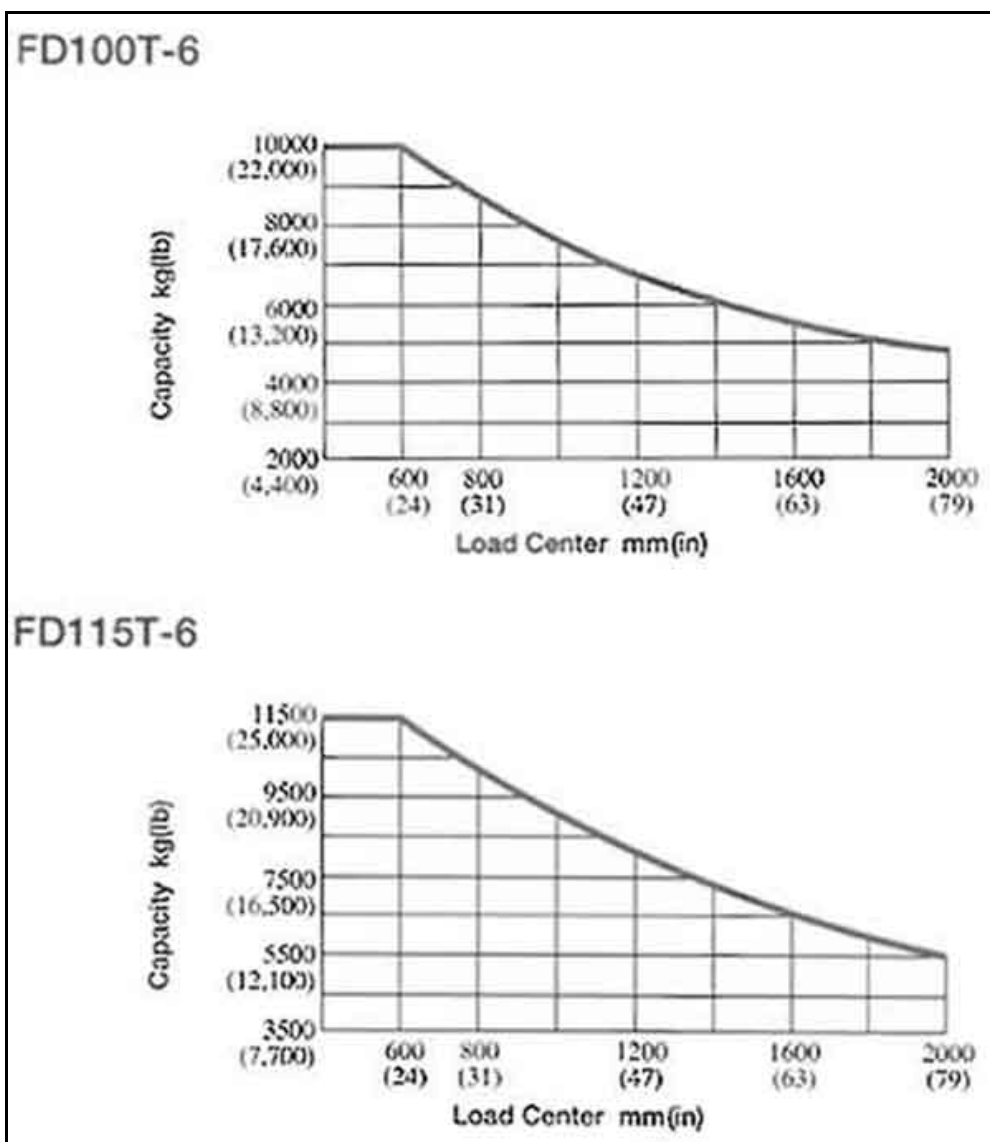 FD100T-6
10000
(22,000)
8000
(17,600)
6000
(13,200)
4000
(8,800)
2000
(4,400)
Capacity kg(lb)
600 800 1200 1600 2000
(24) (31) (47) (63) (79)
Load Center mm(in)
FD115T-6
11500
(25,000)
9500
(20,900)
7500
(16,500)
5500
(12,100)
3500
(7,700)
Capacity kg(lb)
600 800 1200 1600 2000
(24) (31) (47) (63) (79)
Load Center mm(in)